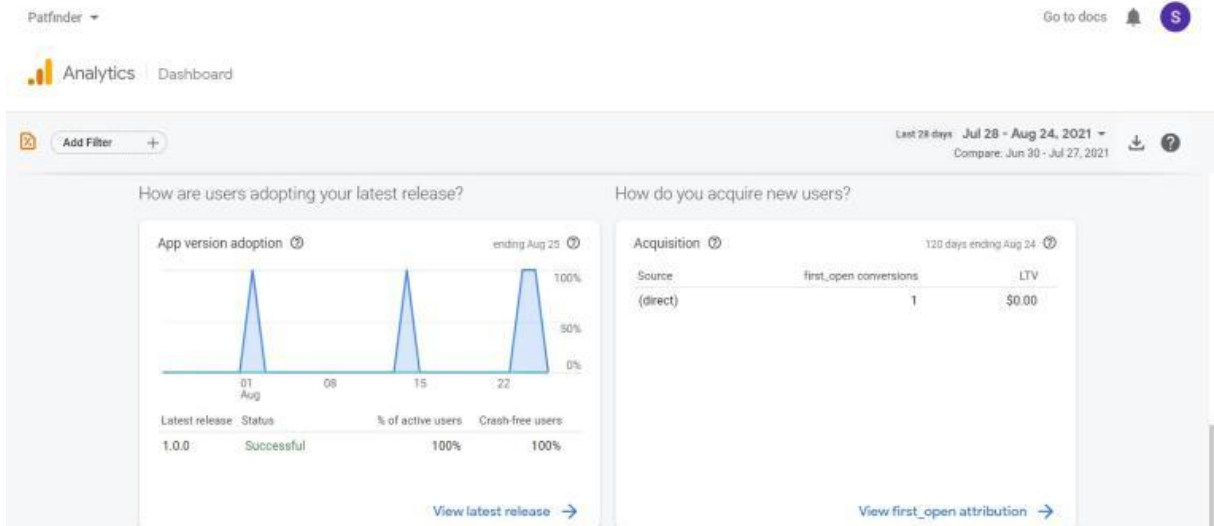 Patfinder
Go to docs
S
Analytics Dashboard
Add Filter +
Last 28 days Jul 28 - Aug 24, 2021
Compare: Jun 30 - Jul 27, 2021
How are users adopting your latest release?
App version adoption ending Aug 25
100%
50%
0%
01 08 15 22
Aug
Latest release Status % of active users Crash-free users
1.0.0 Successful 100% 100%
View latest release →
How do you acquire new users?
Acquisition 120 days ending Aug 24
Source first_open conversions LTV
(direct) 1 $0.00
View first_open attribution →